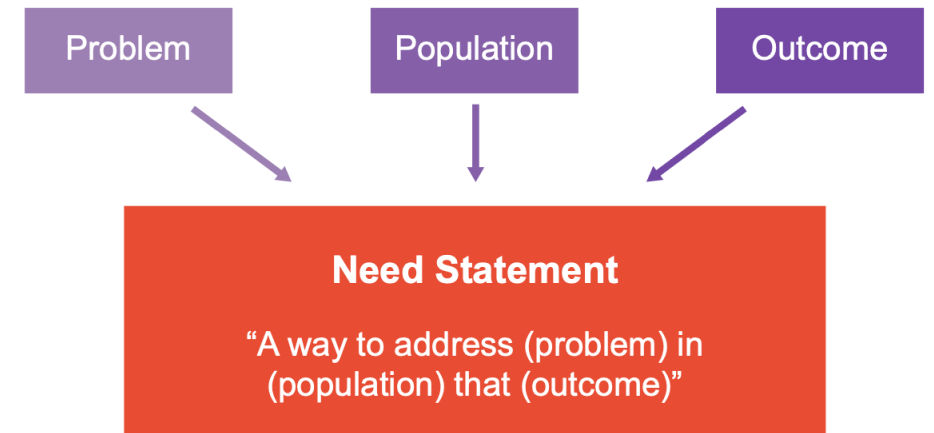 Problem
Population
Outcome
Need Statement
“A way to address (problem) in
(population) that (outcome)”